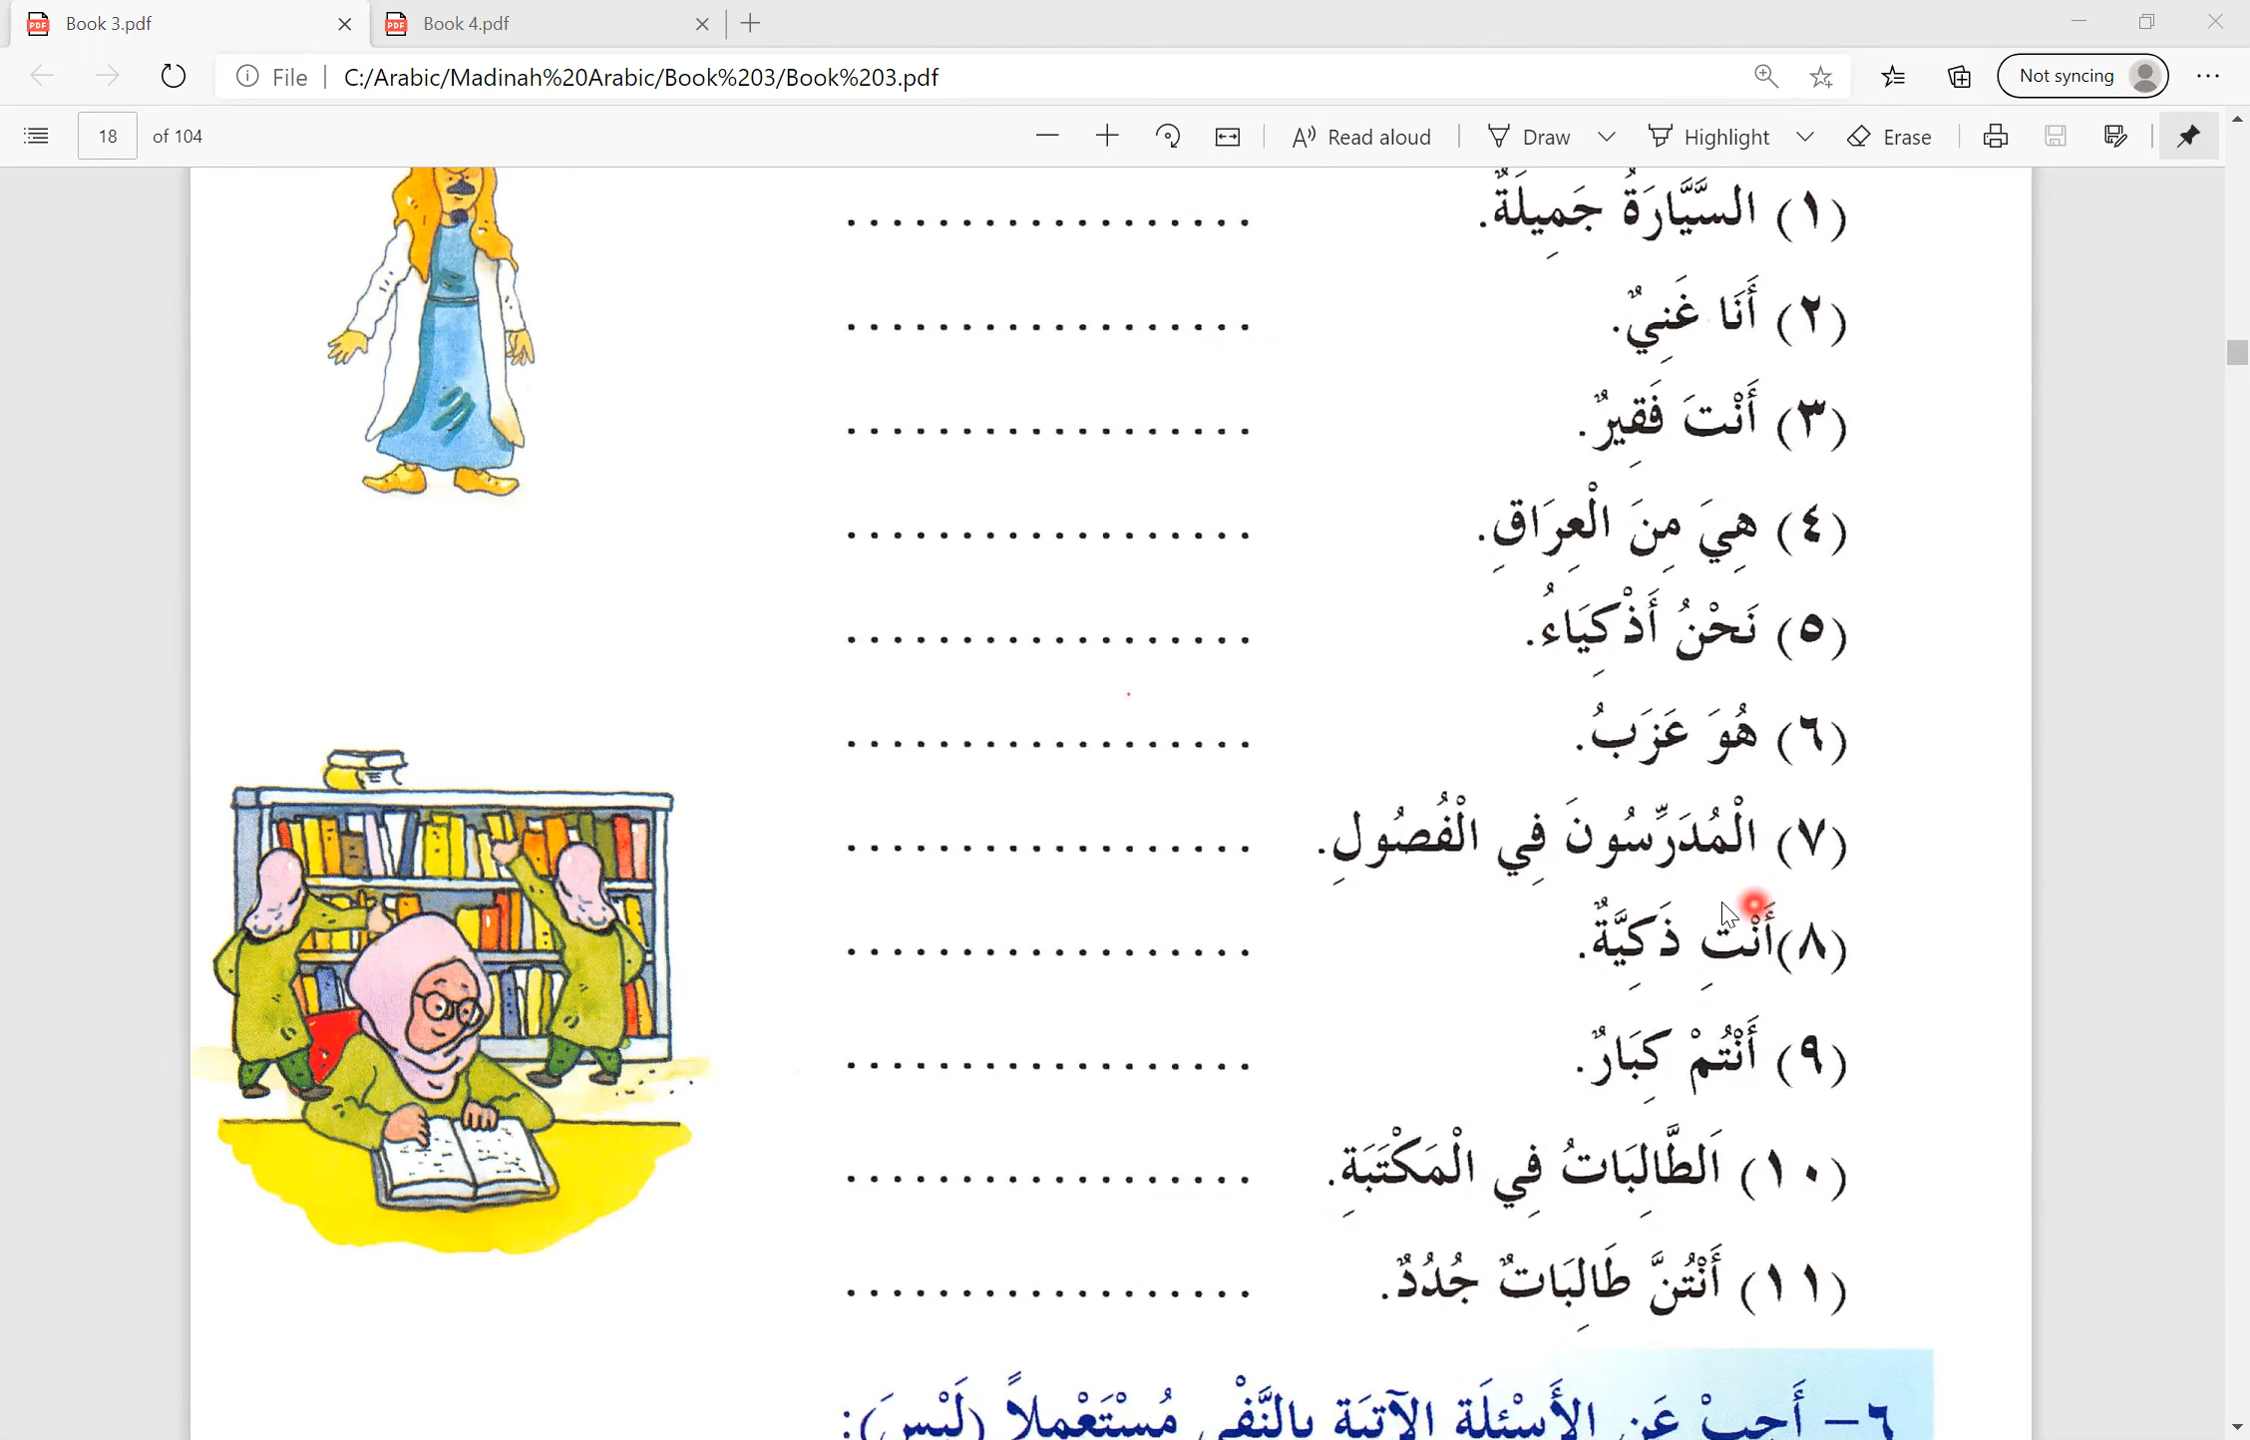 Book 3.pdf
Book 4.pdf
File
C:/Arabic/Madinah%20Arabic/Book%203/Book%203.pdf
Not syncing
18 of 104
Read aloud
Draw
Highlight
Erase
(١) السَّيَّارَةُ جَمِيلَةٌ. ..................
(٢) أَنَا غَنِيٌ. ..................
(٣) أَنْتَ فَقِيرٌ. ..................
(٤) هِيَ مِنَ الْعِرَاقِ. ..................
(٥) نَحْنُ أَذْكِيَاءُ. ..................
(٦) هُوَ عَزَبُ. ..................
(٧) الْمُدَرِّسُونَ فِي الْفُصُولِ. ..................
(٨)أَنْتِ ذَكِيَّةٌ. ..................
(٩) أَنْتُمْ كِبَارٌ. ..................
(١٠) اَلطَّالِبَاتُ فِي الْمَكْتَبَةِ. ..................
(١١) أَنْتُنَّ طَالِبَاتٌ جُدُدٌ. ..................
٦– أَجِبْ عَنِ الأَسْئِلَةِ الآتِيَةِ بِالنَّفْيِ مُسْتَعْمِلاً (لَيْسَ):